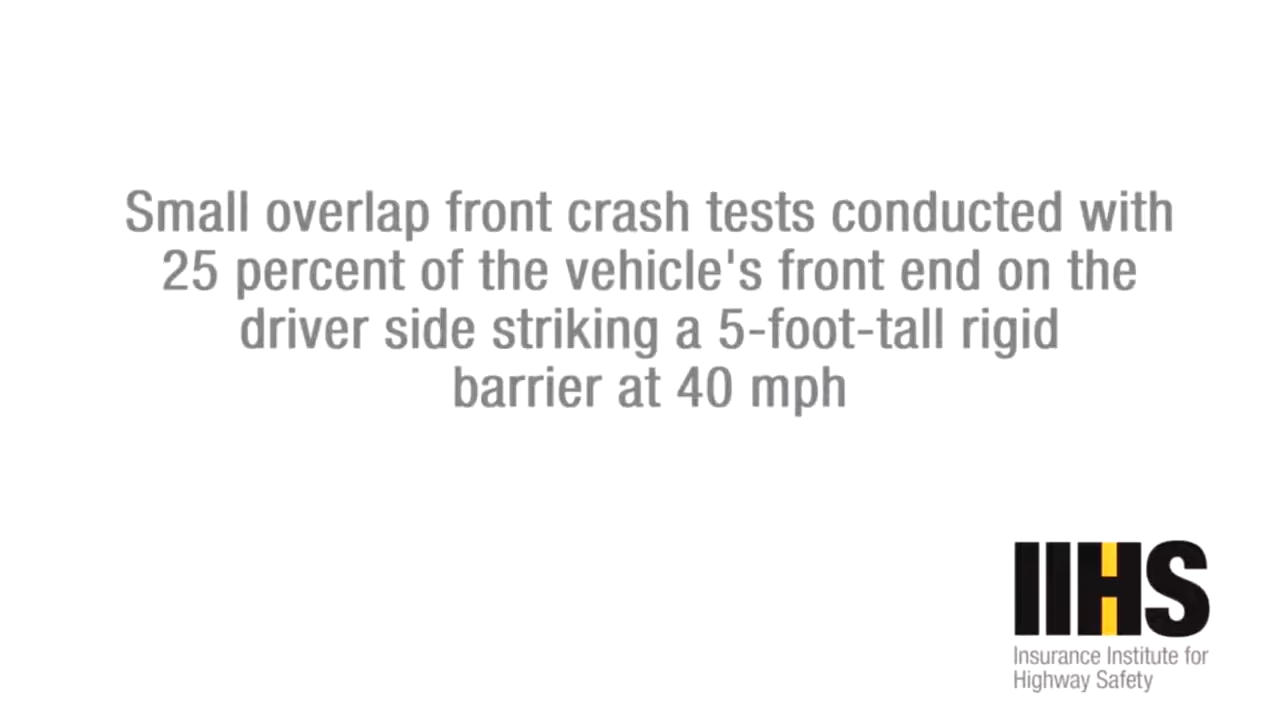 Small overlap front crash tests conducted with
25 percent of the vehicle's front end on the
driver side striking a 5-foot-tall rigid
barrier at 40 mph
IIHS
Insurance Institute for
Highway Safety